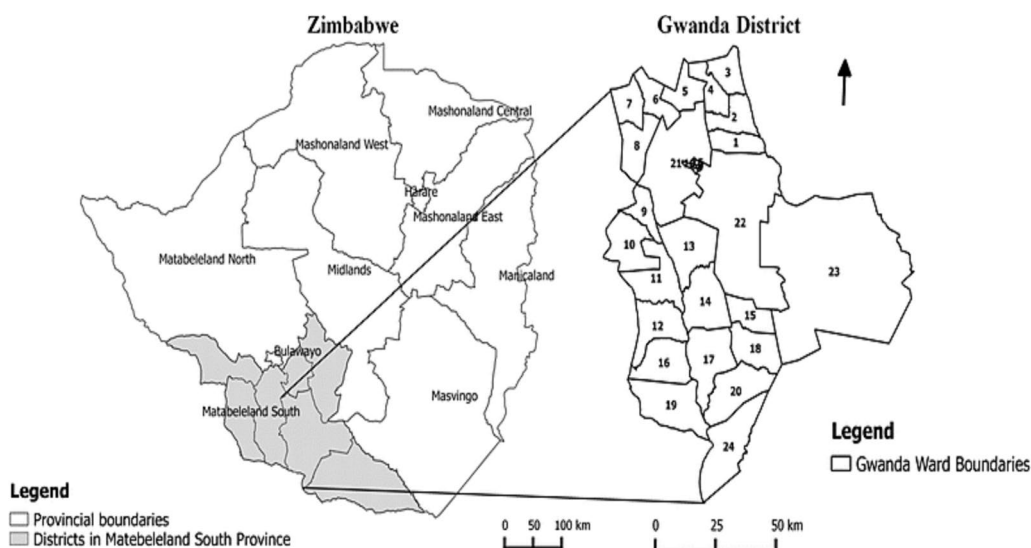 Zimbabwe
Gwanda District
Mashonaland Central
Mashonaland West
Harare
Mashonaland East
Matabeleland North
Midlands
Manicaland
Bulawayo
Masvingo
Matabeleland South
3
4
5
6
7
2
1
8
21
9
22
10
13
23
11
14
15
12
18
16
17
20
19
24
Legend
Provincial boundaries
Districts in Matebeleland South Province
0 50 100 km
0 25 50 km
Legend
Gwanda Ward Boundaries